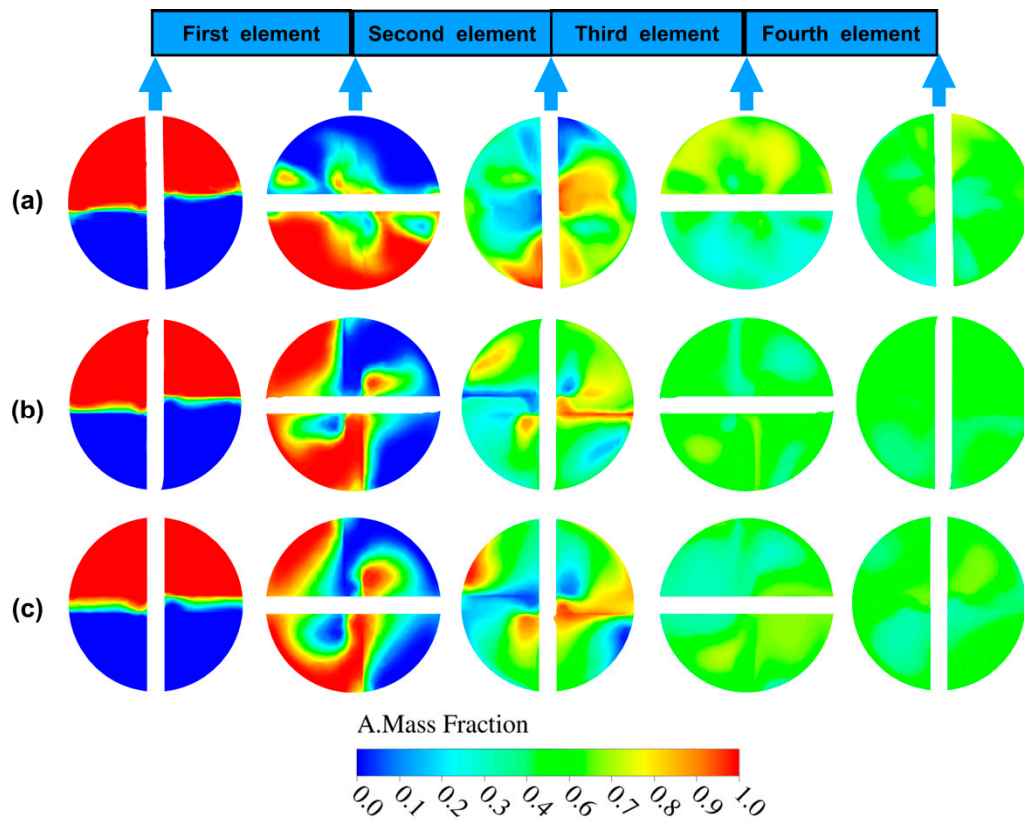 First element Second element Third element Fourth element
(a)
(b)
(c)
A.Mass Fraction
0.0 0.1 0.2 0.3 0.4 0.6 0.7 0.8 0.9 1.0